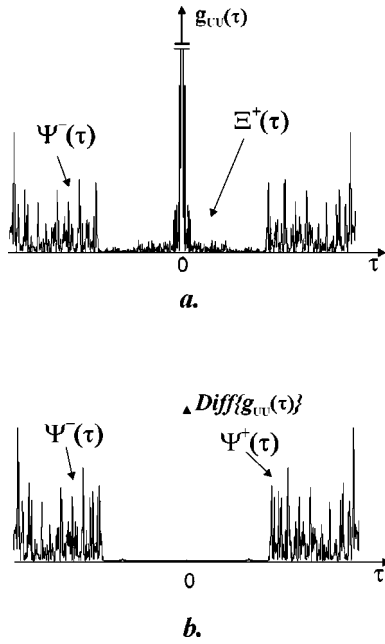 g_UU(τ)
Ψ⁻(τ)
Ξ⁺(τ)
0
τ
a.
Diff{g_UU(τ)}
Ψ⁻(τ)
Ψ⁺(τ)
0
τ
b.